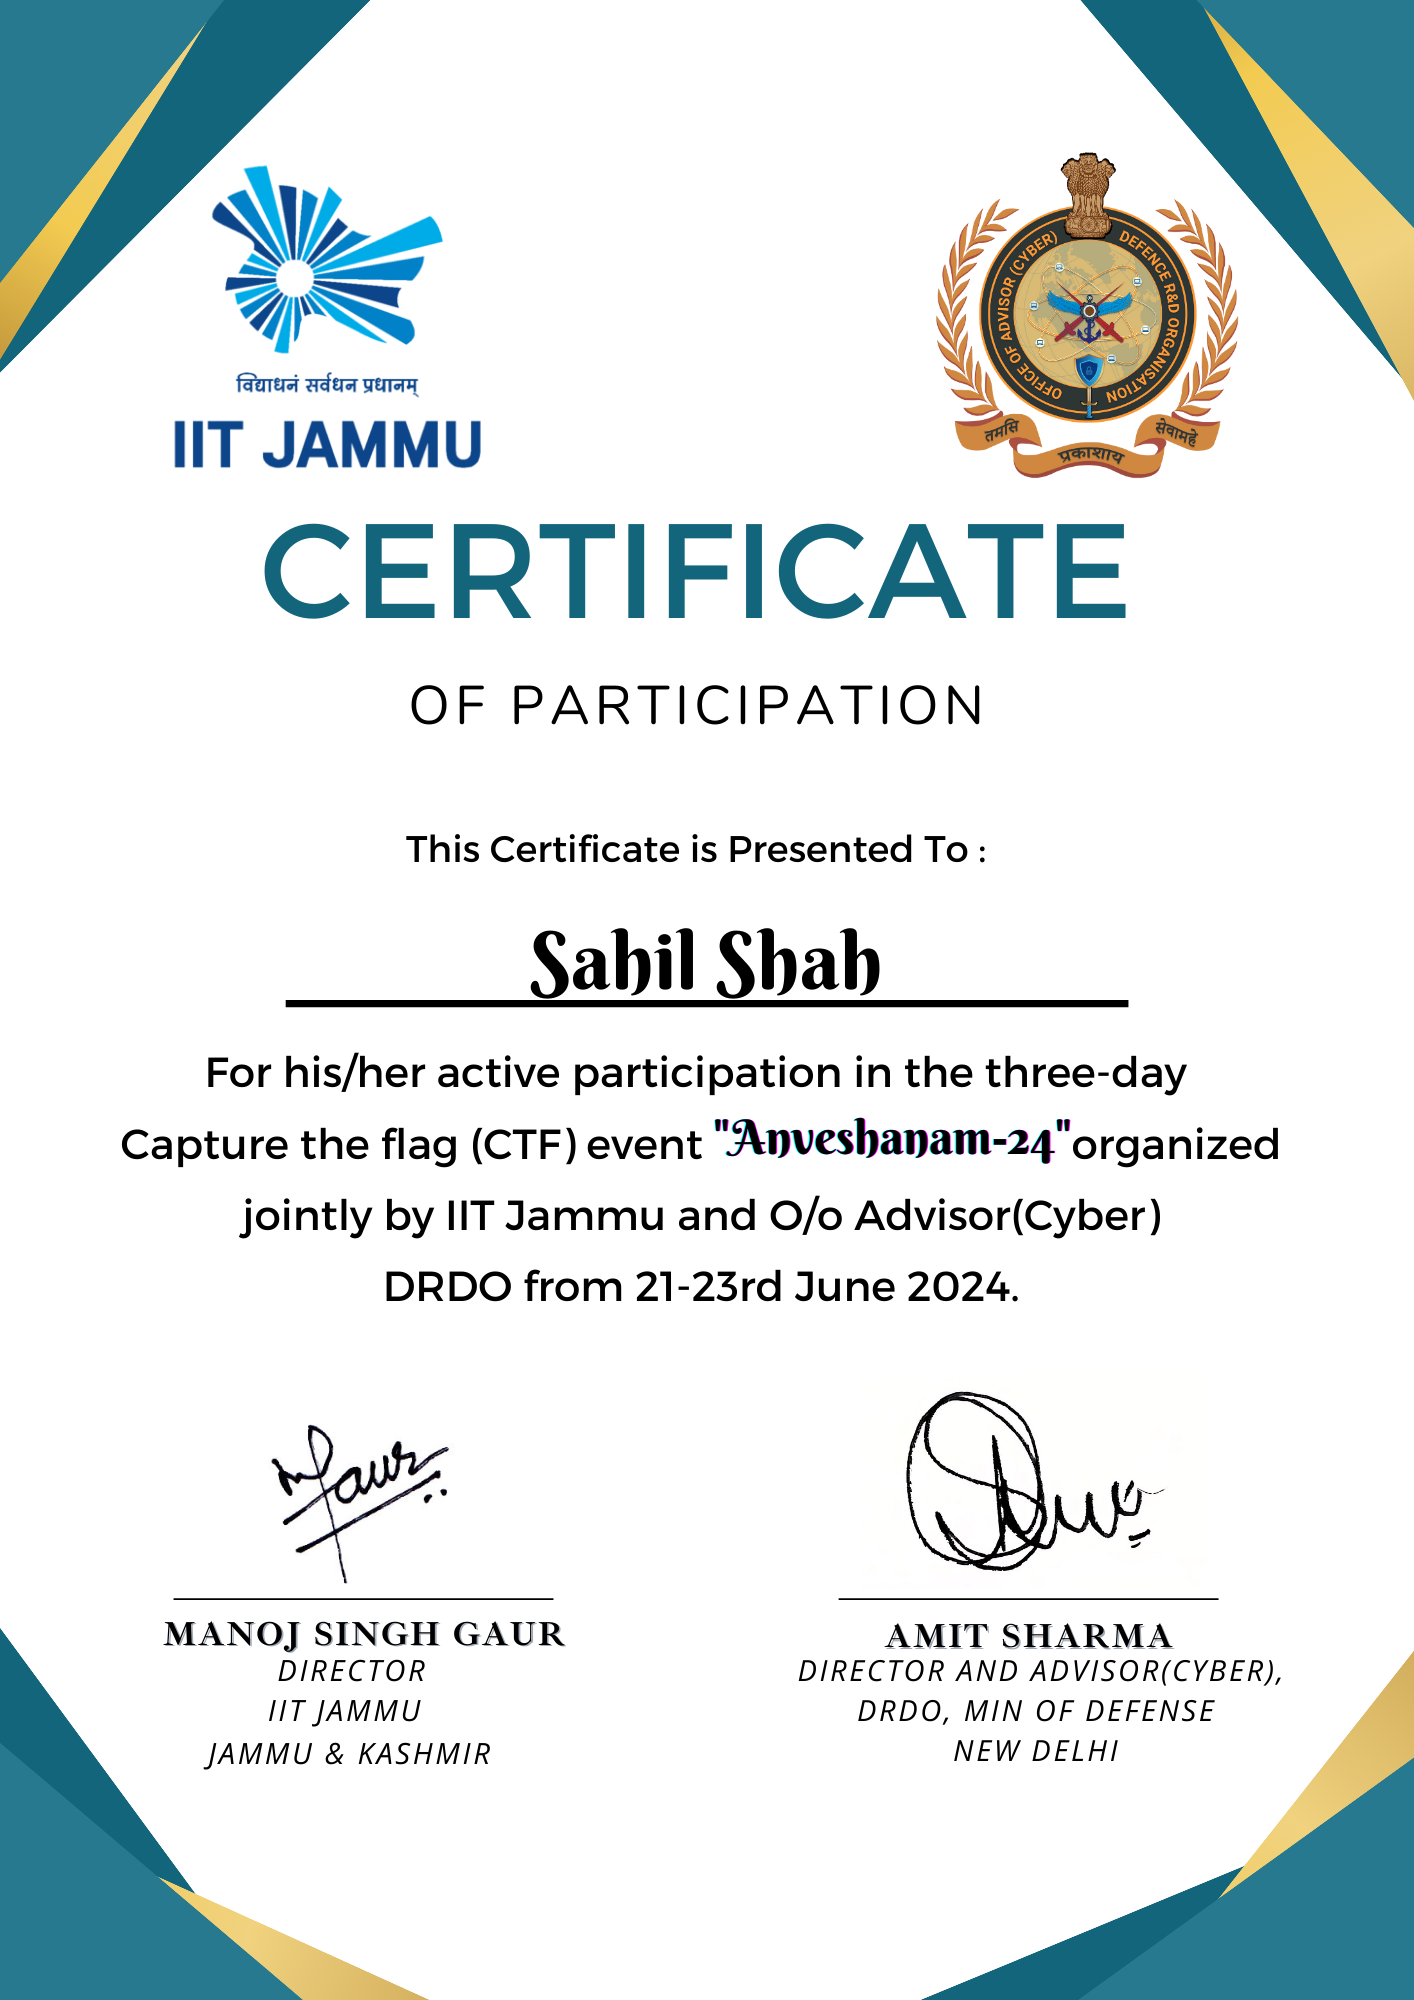 विद्याधनं सर्वधन प्रधानम्
IIT JAMMU
OFFICE OF ADVISOR (CYBER)
DEFENCE R&D ORGANISATION
तमसि
प्रकाशाय
सेवामहे
CERTIFICATE
OF PARTICIPATION
This Certificate is Presented To :
Sahil Shah
For his/her active participation in the three-day
Capture the flag (CTF) event "Anveshanam-24"organized
jointly by IIT Jammu and O/o Advisor(Cyber)
DRDO from 21-23rd June 2024.
MANOJ SINGH GAUR
DIRECTOR
IIT JAMMU
JAMMU & KASHMIR
AMIT SHARMA
DIRECTOR AND ADVISOR(CYBER),
DRDO, MIN OF DEFENSE
NEW DELHI